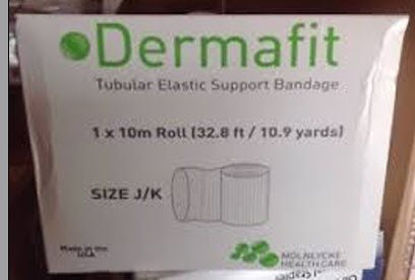 Dermafit
Tubular Elastic Support Bandage
1 x 10m Roll (32.8 ft / 10.9 yards)
SIZE J/K
Made in the
USA
MÖLNLYCKE
HEALTH CARE